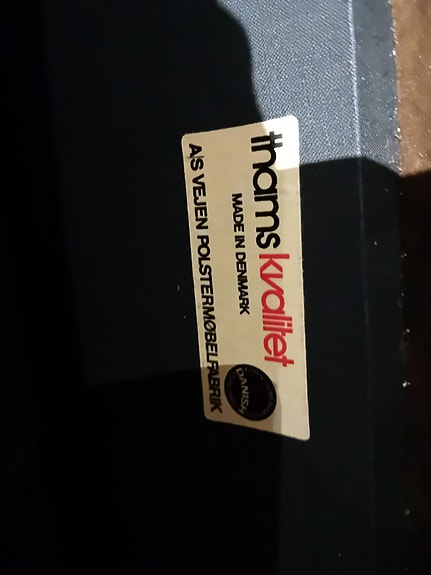 thams kvalitet
MADE IN DENMARK
A/S VEJEN POLSTERMØBELFABRIK
DANISH